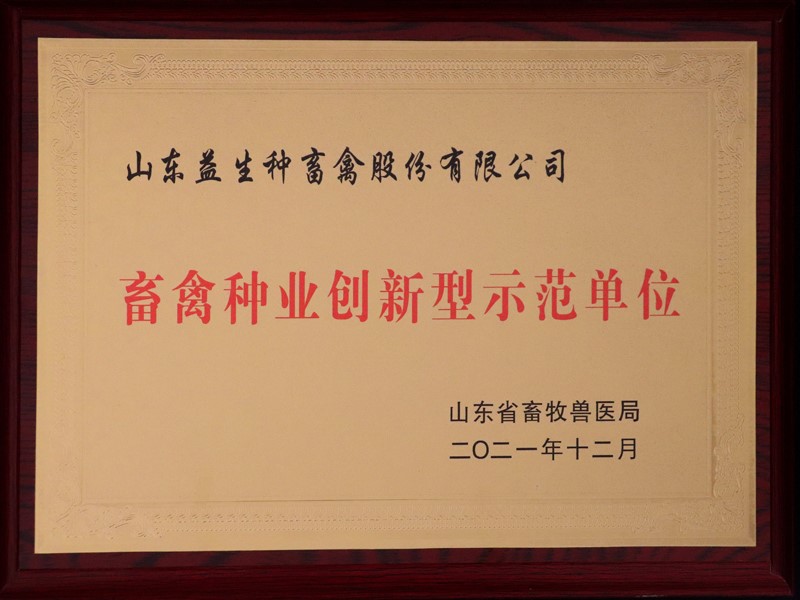 山东益生种畜禽股份有限公司
畜禽种业创新型示范单位
山东省畜牧兽医局
二〇二一年十二月